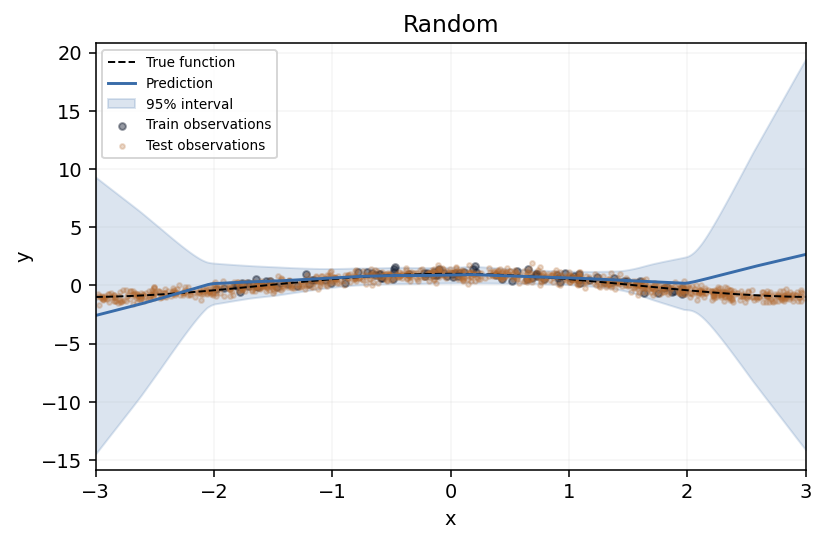 Random
20
15
10
5
0
−5
−10
−15
y
True function
Prediction
95% interval
Train observations
Test observations
−3
−2
−1
0
1
2
3
x